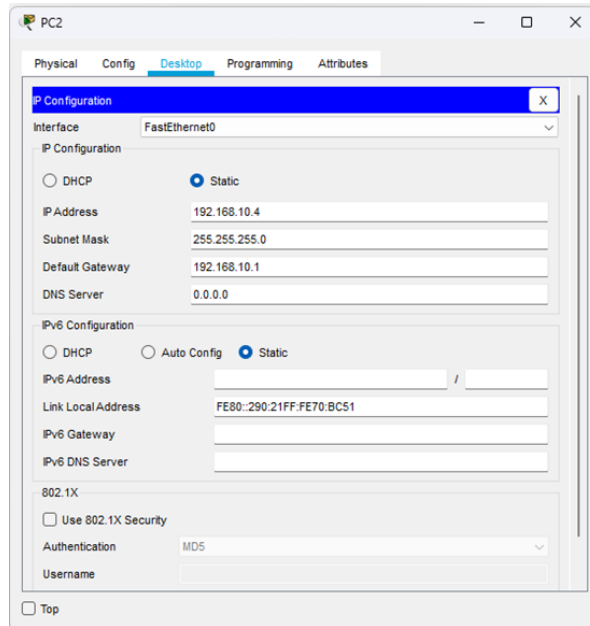 PC2
Physical Config Desktop Programming Attributes
IP Configuration X
Interface FastEthernet0
IP Configuration
DHCP Static
IP Address 192.168.10.4
Subnet Mask 255.255.255.0
Default Gateway 192.168.10.1
DNS Server 0.0.0.0
IPv6 Configuration
DHCP Auto Config Static
IPv6 Address /
Link Local Address FE80::290:21FF:FE70:BC51
IPv6 Gateway
IPv6 DNS Server
802.1X
Use 802.1X Security
Authentication MD5
Username
Top